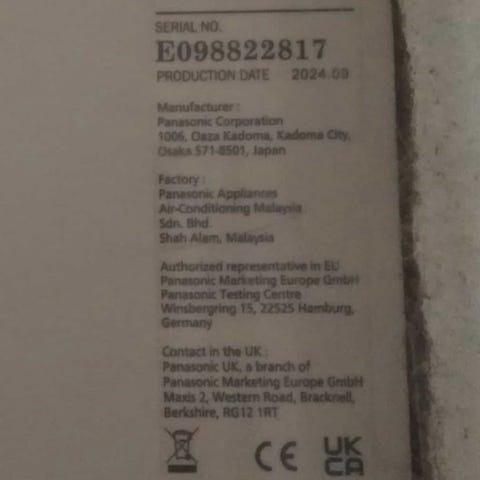 SERIAL NO.
E098822817
PRODUCTION DATE 2024.09
Manufacturer :
Panasonic Corporation
1006, Oaza Kadoma, Kadoma City,
Osaka 571-8501, Japan
Factory :
Panasonic Appliances
Air-Conditioning Malaysia
Sdn. Bhd.
Shah Alam, Malaysia
Authorized representative in EU
Panasonic Marketing Europe GmbH
Panasonic Testing Centre
Winsbergring 15, 22525 Hamburg,
Germany
Contact in the UK :
Panasonic UK, a branch of
Panasonic Marketing Europe GmbH
Maxis 2, Western Road, Bracknell,
Berkshire, RG12 1RT
CE UK
CA